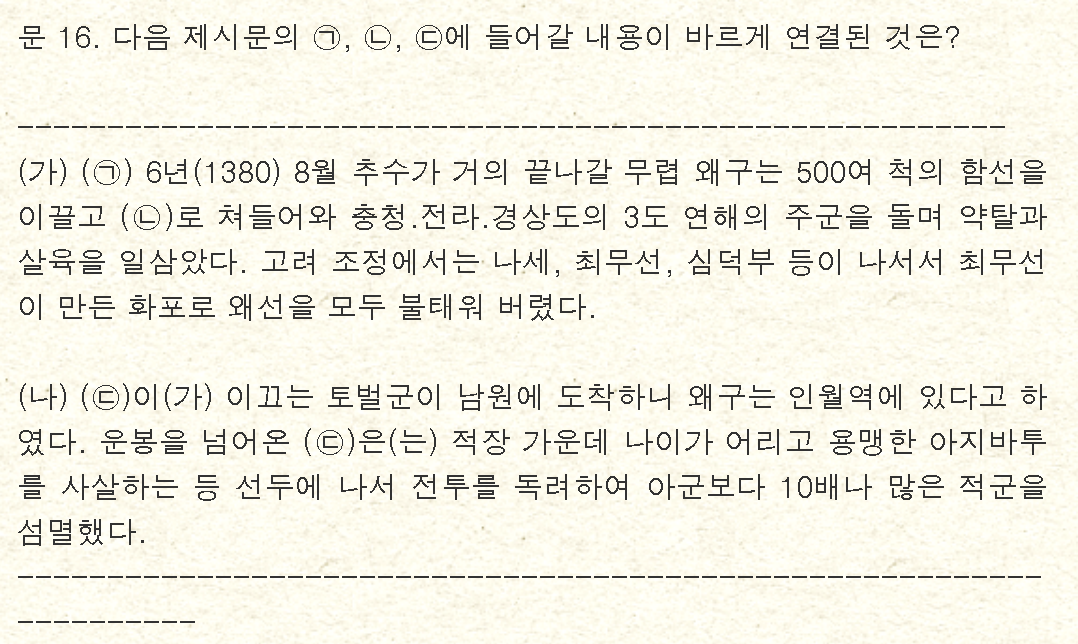 문 16. 다음 제시문의 ㉠, ㉡, ㉢에 들어갈 내용이 바르게 연결된 것은?
-------------------------------------------------------
(가) (㉠) 6년(1380) 8월 추수가 거의 끝나갈 무렵 왜구는 500여 척의 함선을
이끌고 (㉡)로 쳐들어와 충청.전라.경상도의 3도 연해의 주군을 돌며 약탈과
살육을 일삼았다. 고려 조정에서는 나세, 최무선, 심덕부 등이 나서서 최무선
이 만든 화포로 왜선을 모두 불태워 버렸다.
(나) (㉢)이(가) 이끄는 토벌군이 남원에 도착하니 왜구는 인월역에 있다고 하
였다. 운봉을 넘어온 (㉢)은(는) 적장 가운데 나이가 어리고 용맹한 아지바투
를 사살하는 등 선두에 나서 전투를 독려하여 아군보다 10배나 많은 적군을
섬멸했다.
---------------------------------------------------------
----------